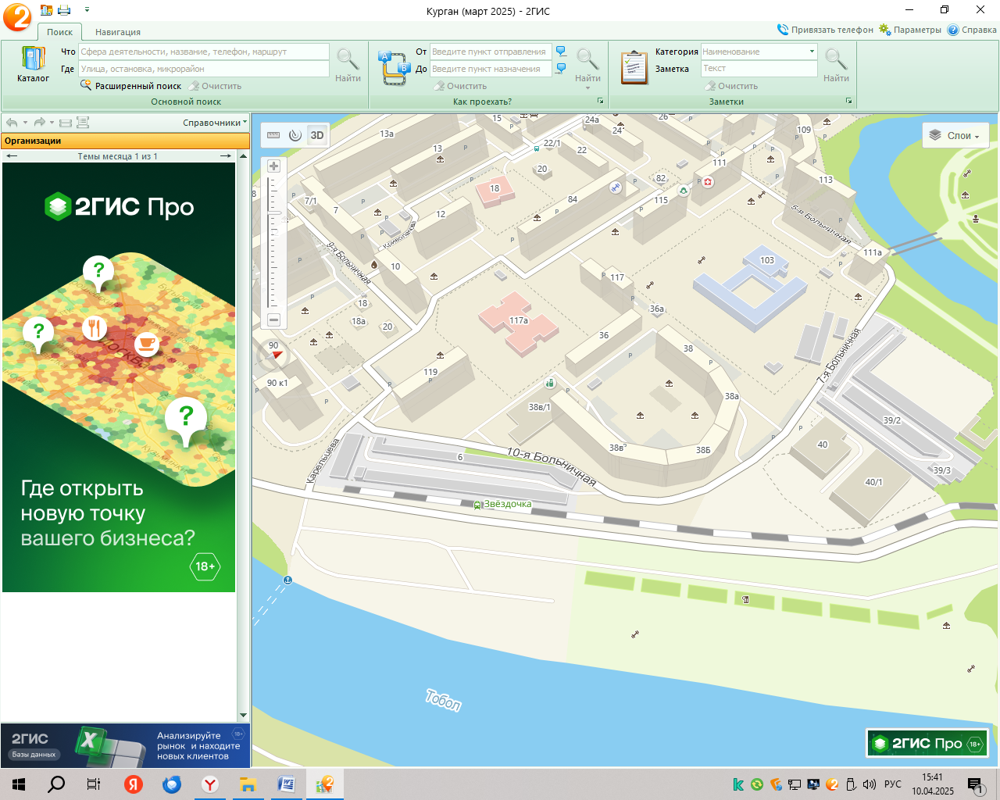 Курган (март 2025) - 2ГИС
Поиск
Навигация
Привязать телефон
Параметры
Справка
Каталог
Что
Сфера деятельности, название, телефон, маршрут
Где
Улица, остановка, микрорайон
Расширенный поиск
Очистить
Найти
Основной поиск
От
Введите пункт отправления
До
Введите пункт назначения
Очистить
Найти
Как проехать?
Категория
Наименование
Заметка
Текст
Очистить
Найти
Заметки
Справочники
Организации
Темы месяца 1 из 1
2ГИС Про
Москва
Где открыть
новую точку
вашего бизнеса?
18+
2ГИС
Базы данных
Анализируйте
рынок и находите
новых клиентов
18+
3D
Слои
13а
15
24а
24
26
109
13
22/1
22
20
111
113
82
18
84
115
7/1
7
12
Криволапова
6-я Больничная
9-я Больничная
10
111а
103
117
18
18а
20
117а
36а
36
38
90
90 к1
119
38а
7-я Больничная
38в/1
39/2
38в
38Б
40
39/3
40/1
6
10-я Больничная
Карельцева
Звёздочка
Тобол
2ГИС Про
18+
РУС
15:41
10.04.2025
1